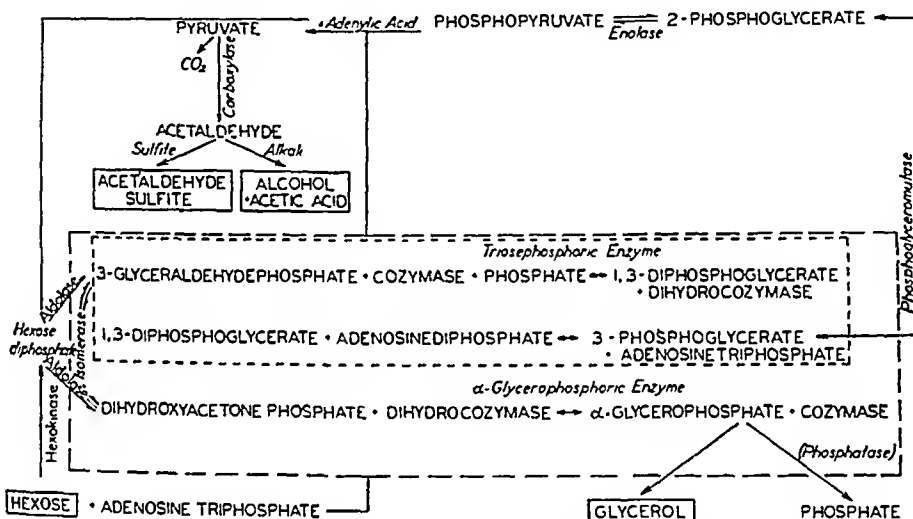 PHOSPHOPYRUVATE ⇌ 2-PHOSPHOGLYCERATE
+Adenylic Acid
Enolase
PYRUVATE
CO₂
Carboxylase
ACETALDEHYDE
Sulfite
Alkali
ACETALDEHYDE
SULFITE
ALCOHOL
+ACETIC ACID
Phosphoglyceromutase
Triosephosphoric Enzyme
3-GLYCERALDEHYDEPHOSPHATE + COZYMASE + PHOSPHATE ↔ 1,3-DIPHOSPHOGLYCERATE
+ DIHYDROCOZYMASE
Aldolase
Isomerase
Hexose
diphosphate
1,3-DIPHOSPHOGLYCERATE + ADENOSINEDIPHOSPHATE ↔ 3-PHOSPHOGLYCERATE
+ ADENOSINETRIPHOSPHATE
Aldolase
α-Glycerophosphoric Enzyme
DIHYDROXYACETONE PHOSPHATE + DIHYDROCOZYMASE ↔ α-GLYCEROPHOSPHATE + COZYMASE
Hexokinase
(Phosphatase)
HEXOSE + ADENOSINE TRIPHOSPHATE
GLYCEROL
PHOSPHATE